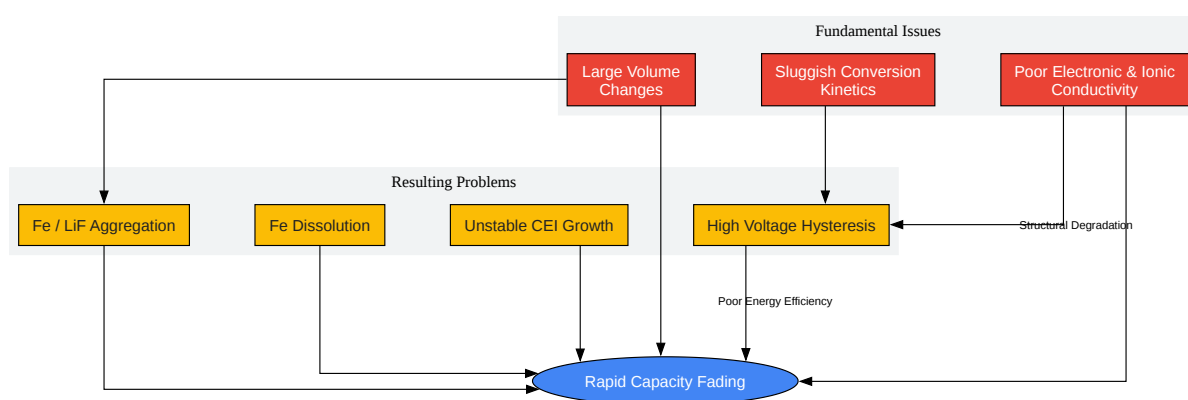 Fundamental Issues
Large Volume
Changes
Sluggish Conversion
Kinetics
Poor Electronic & Ionic
Conductivity
Resulting Problems
Fe / LiF Aggregation
Fe Dissolution
Unstable CEI Growth
High Voltage Hysteresis
Structural Degradation
Poor Energy Efficiency
Rapid Capacity Fading